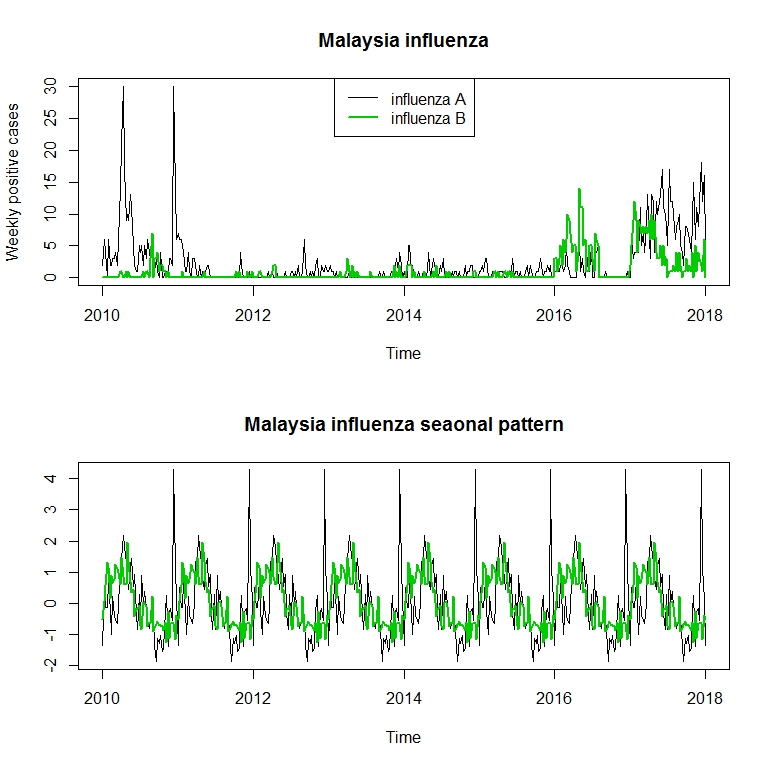 Malaysia influenza
Weekly positive cases
30
25
20
15
10
5
0
influenza A
influenza B
2010 2012 2014 2016 2018
Time
Malaysia influenza seaonal pattern
4
3
2
1
0
-1
-2
2010 2012 2014 2016 2018
Time